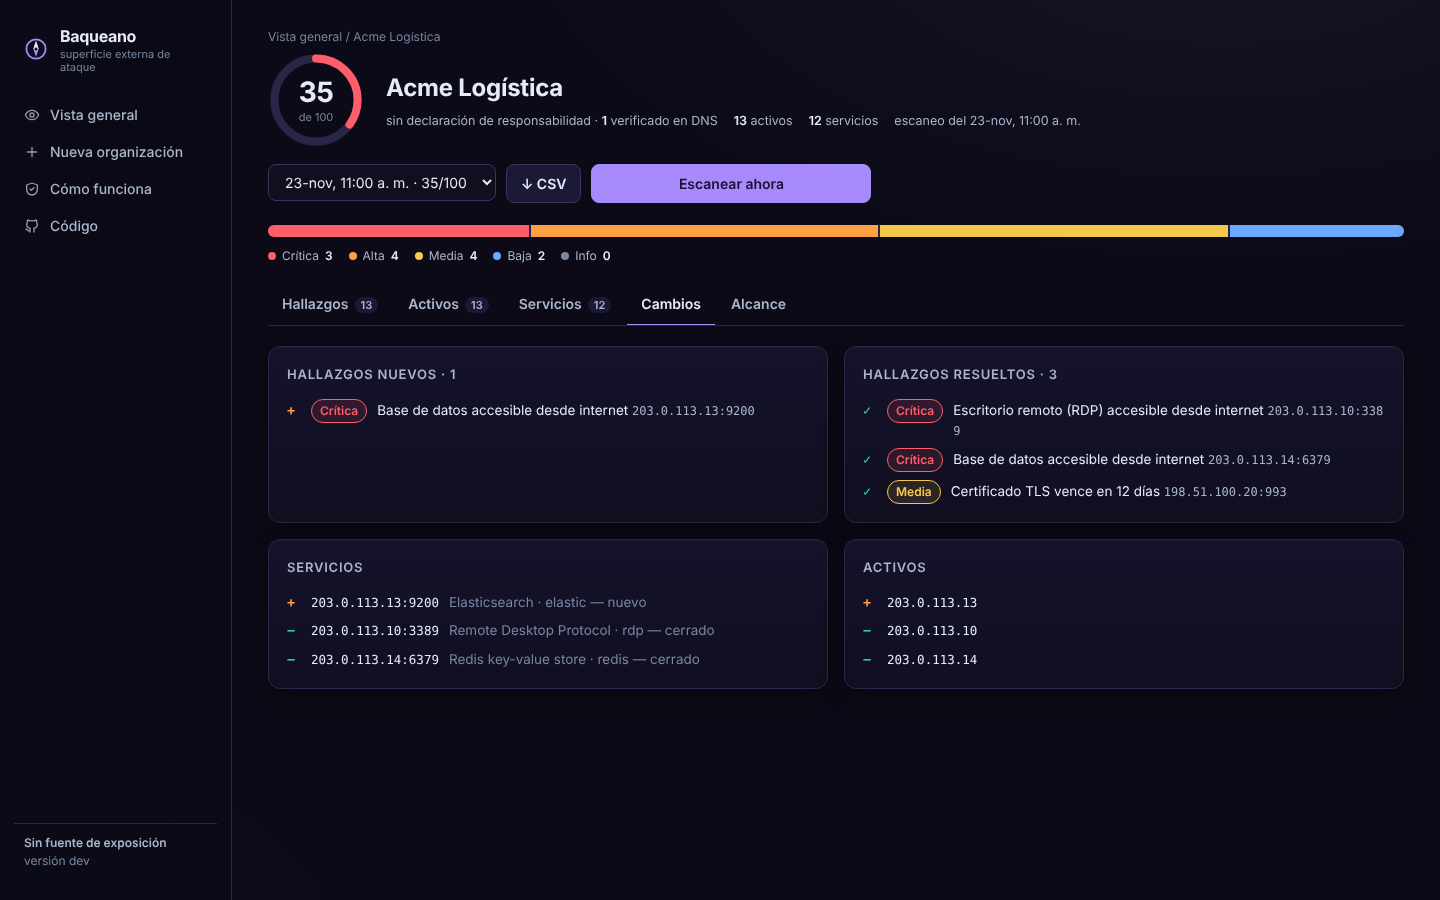 Baqueano
superficie externa de
ataque
Vista general
Nueva organización
Cómo funciona
Código
Sin fuente de exposición
versión dev
Vista general / Acme Logística
35
de 100
Acme Logística
sin declaración de responsabilidad · 1 verificado en DNS 13 activos 12 servicios escaneo del 23-nov, 11:00 a. m.
23-nov, 11:00 a. m. · 35/100
↓ CSV
Escanear ahora
Crítica 3 Alta 4 Media 4 Baja 2 Info 0
Hallazgos 13 Activos 13 Servicios 12 Cambios Alcance
HALLAZGOS NUEVOS · 1
+ Crítica Base de datos accesible desde internet 203.0.113.13:9200
HALLAZGOS RESUELTOS · 3
✓ Crítica Escritorio remoto (RDP) accesible desde internet 203.0.113.10:338
9
✓ Crítica Base de datos accesible desde internet 203.0.113.14:6379
✓ Media Certificado TLS vence en 12 días 198.51.100.20:993
SERVICIOS
+ 203.0.113.13:9200 Elasticsearch · elastic — nuevo
− 203.0.113.10:3389 Remote Desktop Protocol · rdp — cerrado
− 203.0.113.14:6379 Redis key-value store · redis — cerrado
ACTIVOS
+ 203.0.113.13
− 203.0.113.10
− 203.0.113.14